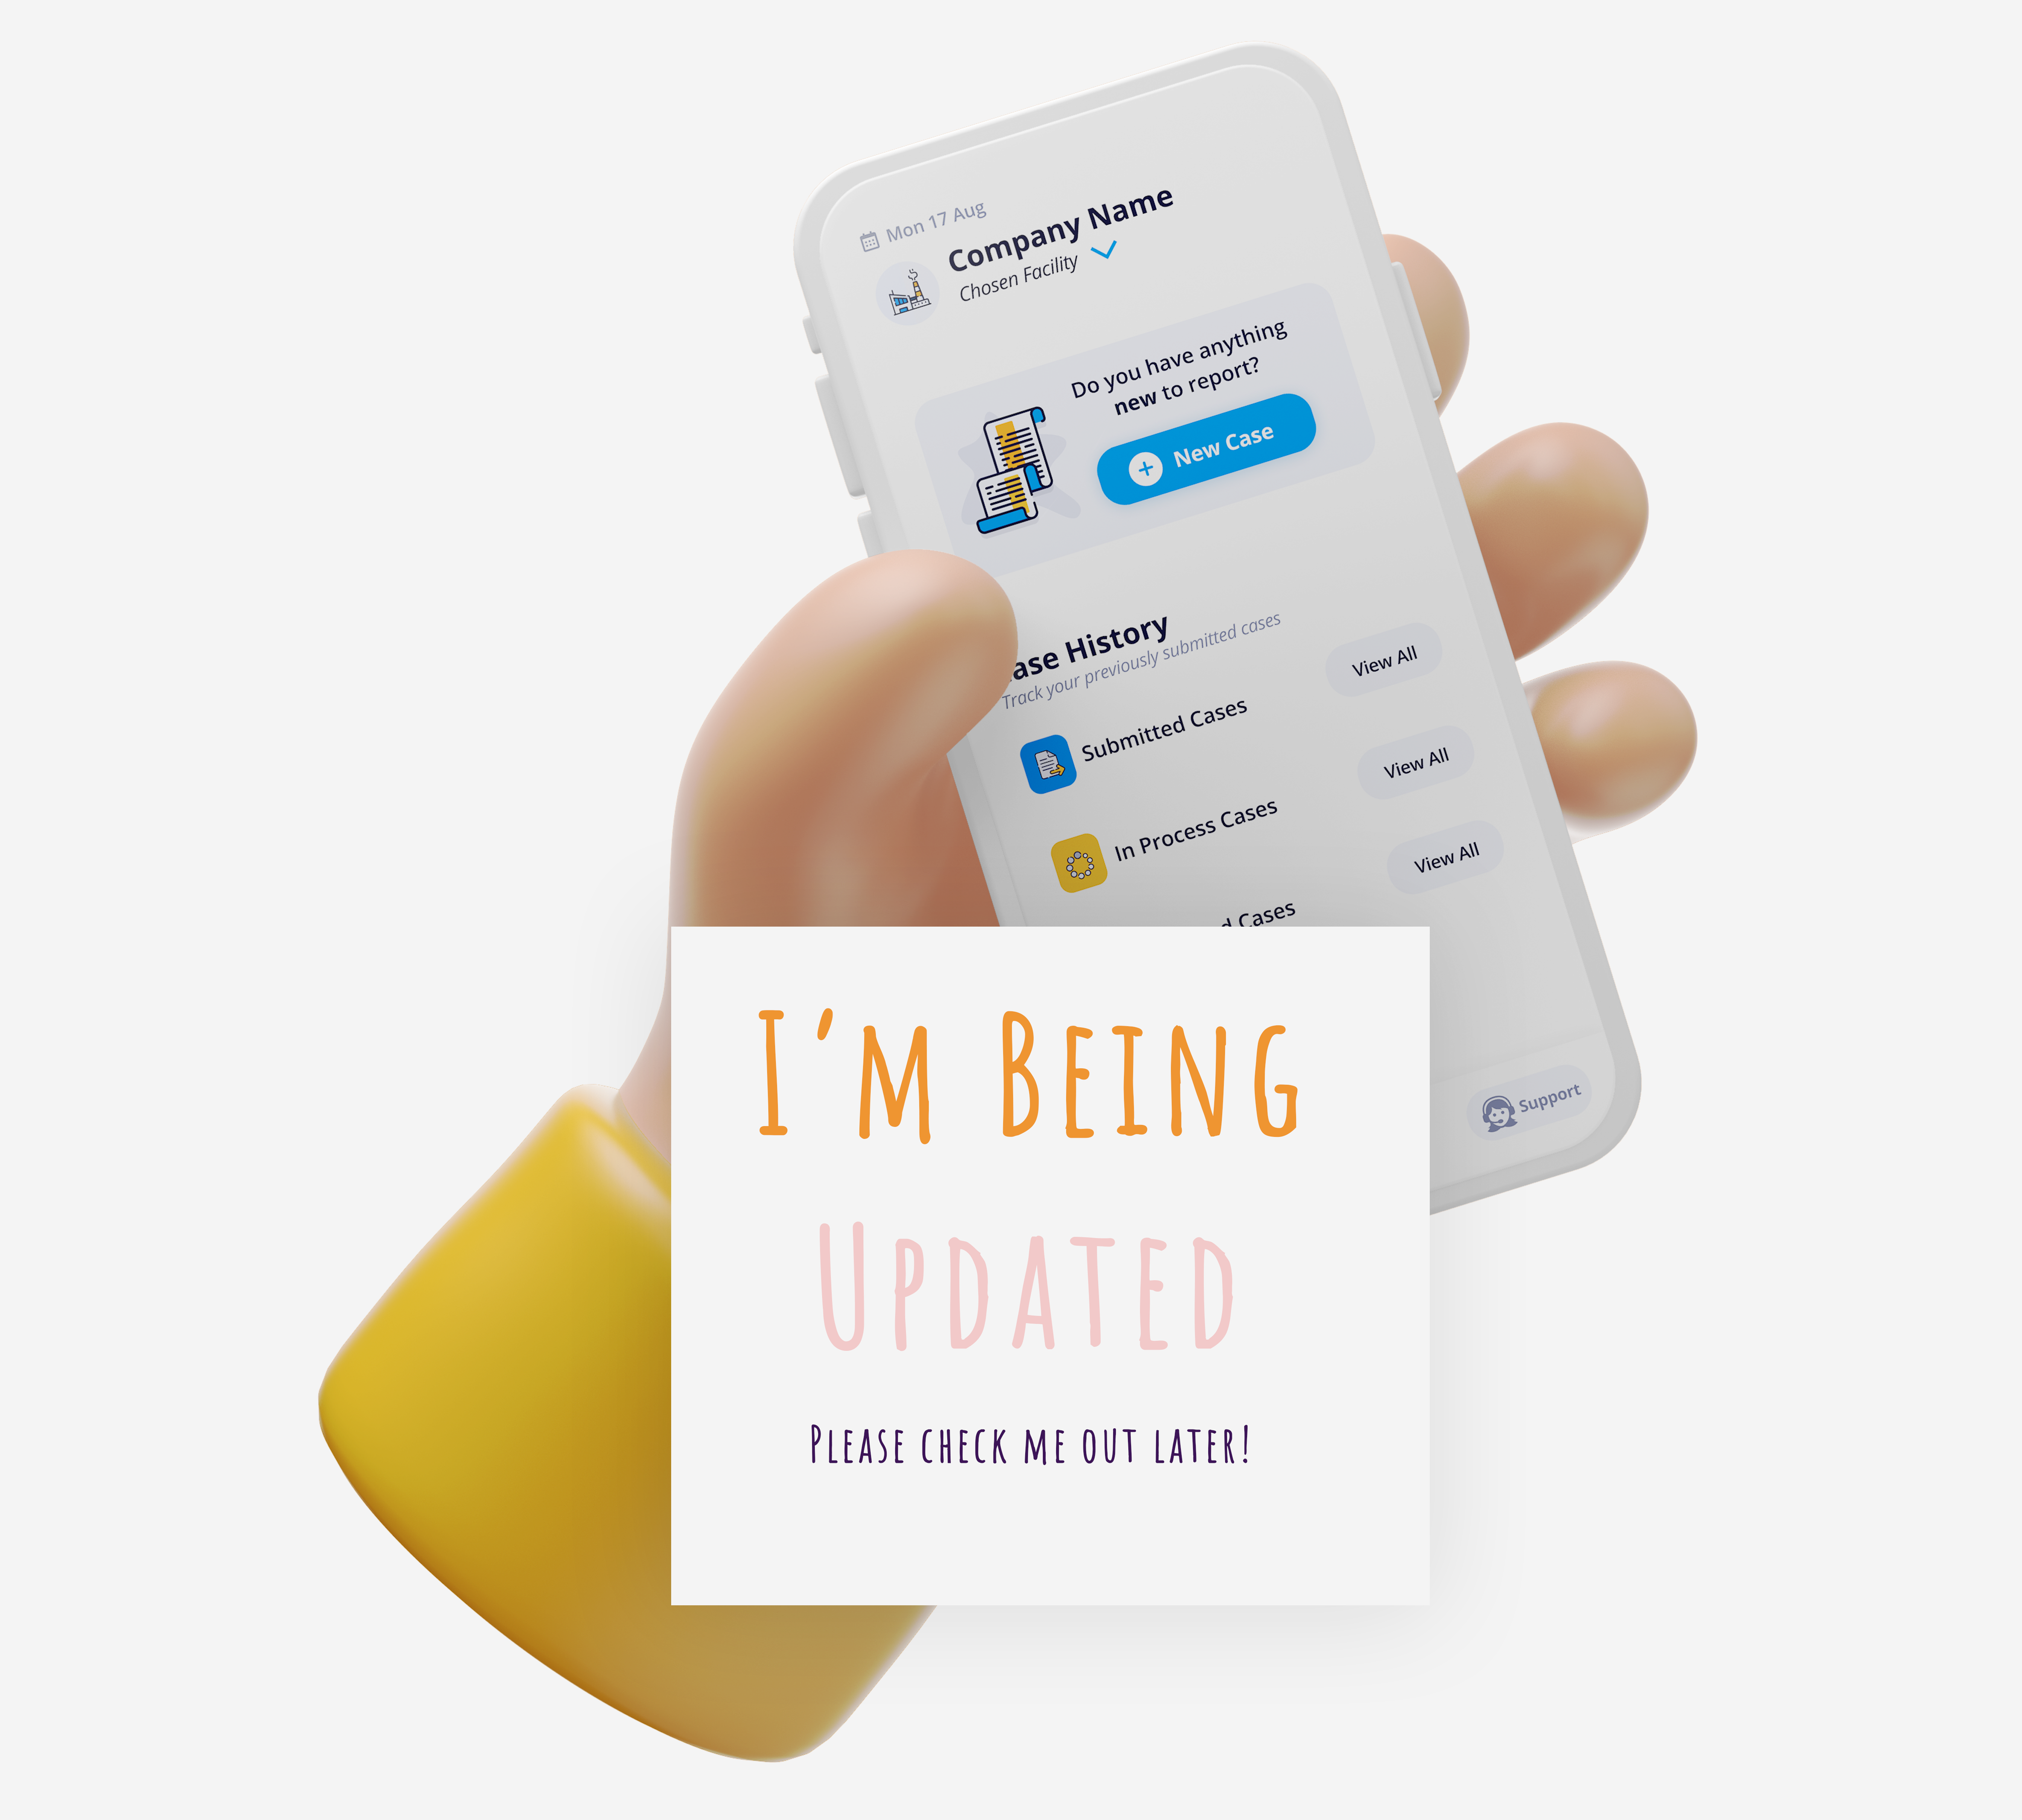 Mon 17 Aug
Company Name
Chosen Facility
Do you have anything
new to report?
New Case
ase History
Track your previously submitted cases
Submitted Cases
View All
In Process Cases
View All
d Cases
View All
Support
I'm Being
Updated
Please check me out later!